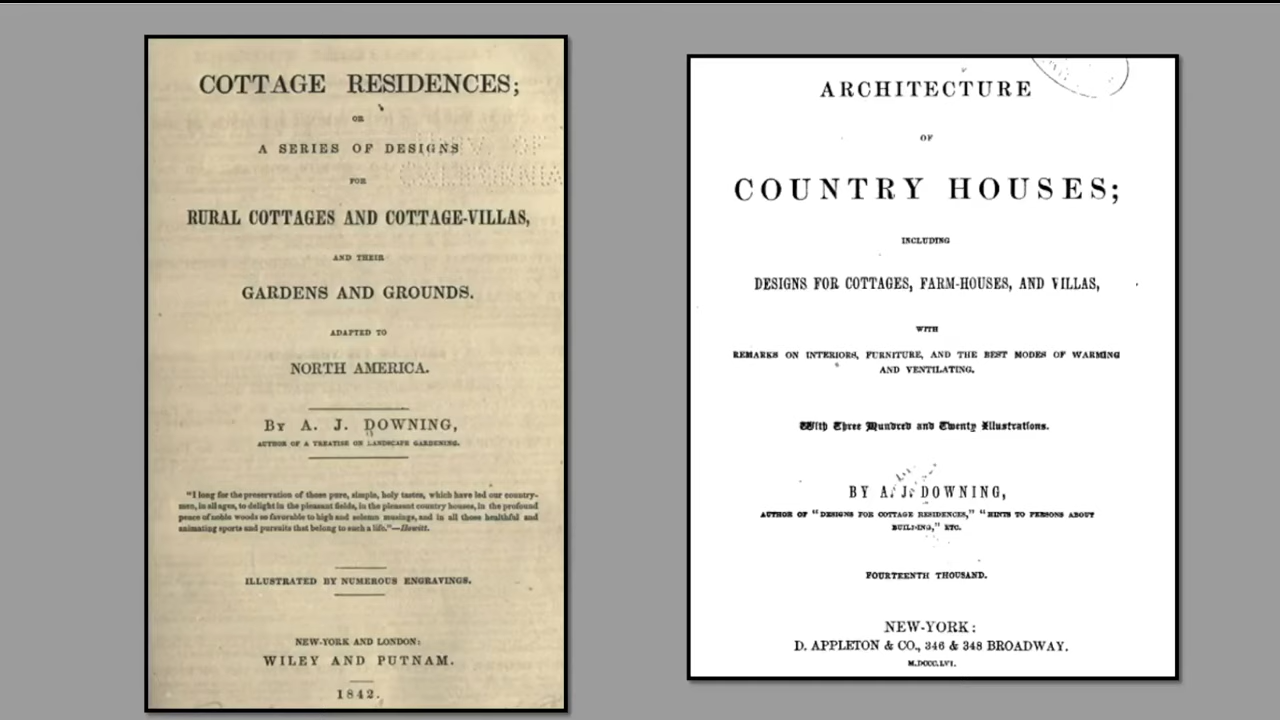 COTTAGE RESIDENCES;
OR
A SERIES OF DESIGNS
FOR
RURAL COTTAGES AND COTTAGE-VILLAS,
AND THEIR
GARDENS AND GROUNDS.
ADAPTED TO
NORTH AMERICA.
BY A. J. DOWNING,
AUTHOR OF A TREATISE ON LANDSCAPE GARDENING.
"I long for the preservation of those pure, simple, holy tastes, which have led our country-
men, in all ages, to delight in the pleasant fields, in the pleasant country houses, in the profound
peace of noble woods so favorable to high and solemn musings, and in all those healthful and
animating sports and pursuits that belong to such a life."—Howitt.
ILLUSTRATED BY NUMEROUS ENGRAVINGS.
NEW-YORK AND LONDON:
WILEY AND PUTNAM.
1842.
ARCHITECTURE
OF
COUNTRY HOUSES;
INCLUDING
DESIGNS FOR COTTAGES, FARM-HOUSES, AND VILLAS,
WITH
REMARKS ON INTERIORS, FURNITURE, AND THE BEST MODES OF WARMING
AND VENTILATING.
With Three Hundred and Twenty Illustrations.
BY A. J. DOWNING,
AUTHOR OF "DESIGNS FOR COTTAGE RESIDENCES," "HINTS TO PERSONS ABOUT
BUILDING," ETC.
FOURTEENTH THOUSAND.
NEW-YORK:
D. APPLETON & CO., 346 & 348 BROADWAY.
M.DCCC.LVI.